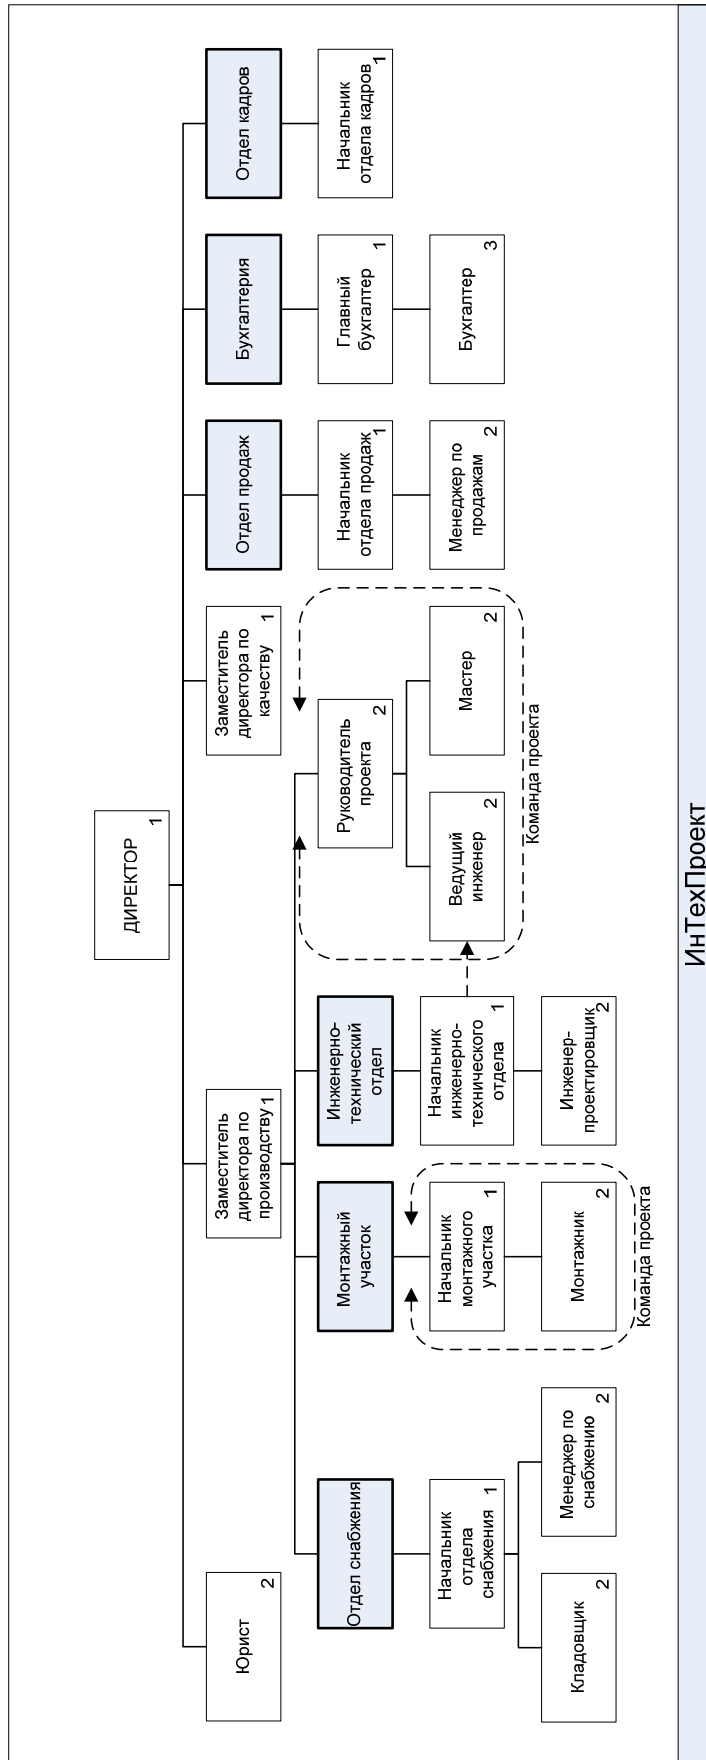 ДИРЕКТОР
1
Юрист
2
Заместитель
директора по
производству
1
Заместитель
директора по
качеству
1
Отдел продаж
Бухгалтерия
Отдел кадров
Отдел снабжения
Монтажный
участок
Инженерно-
технический
отдел
Руководитель
проекта
2
Начальник
отдела продаж
1
Главный
бухгалтер
1
Начальник
отдела кадров
1
Начальник
отдела
снабжения
1
Начальник
монтажного
участка
1
Начальник
инженерно-
технического
отдела
1
Ведущий
инженер
2
Мастер
2
Менеджер по
продажам
2
Бухгалтер
3
Команда проекта
Кладовщик
2
Менеджер по
снабжению
2
Монтажник
2
Инженер-
проектировщик
2
Команда проекта
ИнТехПроект